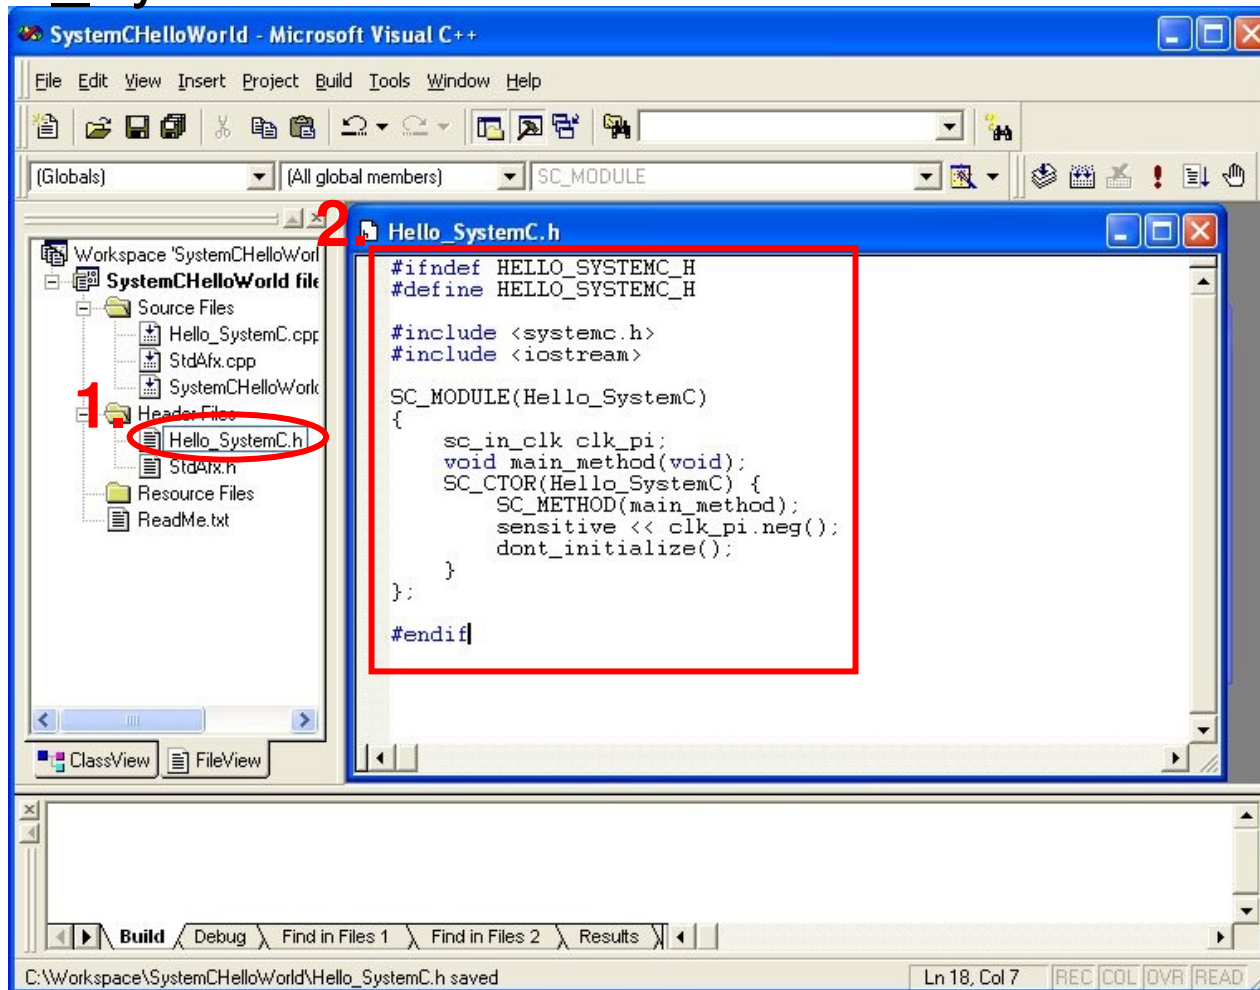 SystemCHelloWorld - Microsoft Visual C++
File Edit View Insert Project Build Tools Window Help
(Globals) (All global members) SC_MODULE
1.
Workspace 'SystemCHelloWorl
SystemCHelloWorld file
Source Files
Hello_SystemC.cpp
StdAfx.cpp
SystemCHelloWorld
Header Files
Hello_SystemC.h
StdAfx.h
Resource Files
ReadMe.txt
ClassView FileView
2.
Hello_SystemC.h
#ifndef HELLO_SYSTEMC_H
#define HELLO_SYSTEMC_H
#include <systemc.h>
#include <iostream>
SC_MODULE(Hello_SystemC)
{
sc_in_clk clk_pi;
void main_method(void);
SC_CTOR(Hello_SystemC) {
SC_METHOD(main_method);
sensitive << clk_pi.neg();
dont_initialize();
}
};
#endif
Build Debug Find in Files 1 Find in Files 2 Results
C:\Workspace\SystemCHelloWorld\Hello_SystemC.h saved Ln 18, Col 7 REC COL OVR READ